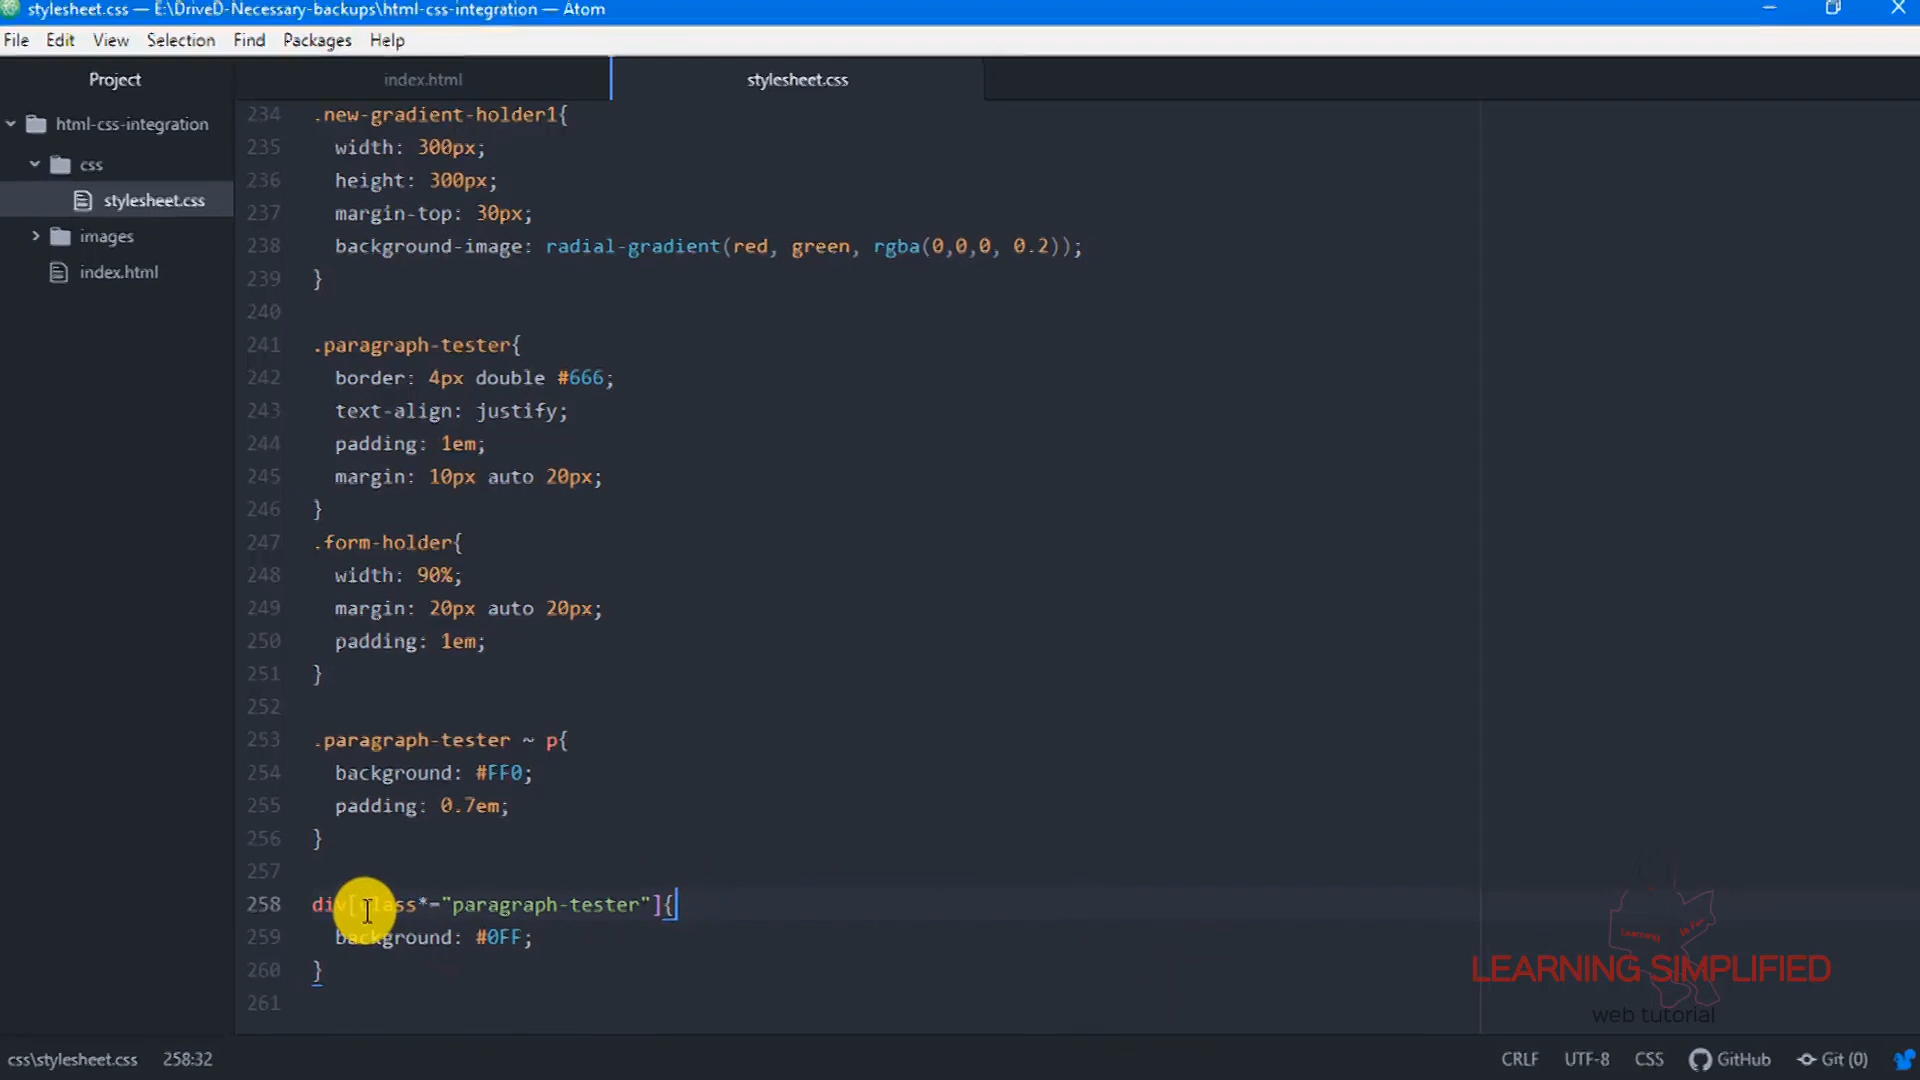 stylesheet.css — E:\DriveD-Necessary-backups\html-css-integration — Atom
File Edit View Selection Find Packages Help
Project
index.html
stylesheet.css
html-css-integration
css
stylesheet.css
images
index.html
234 .new-gradient-holder1{
235 width: 300px;
236 height: 300px;
237 margin-top: 30px;
238 background-image: radial-gradient(red, green, rgba(0,0,0, 0.2));
239 }
240
241 .paragraph-tester{
242 border: 4px double #666;
243 text-align: justify;
244 padding: 1em;
245 margin: 10px auto 20px;
246 }
247 .form-holder{
248 width: 90%;
249 margin: 20px auto 20px;
250 padding: 1em;
251 }
252
253 .paragraph-tester ~ p{
254 background: #FF0;
255 padding: 0.7em;
256 }
257
258 div[class*="paragraph-tester"]{
259 background: #0FF;
260 }
261
Learning is Fun
LEARNING SIMPLIFIED
web tutorial
css\stylesheet.css 258:32
CRLF UTF-8 CSS GitHub Git (0)